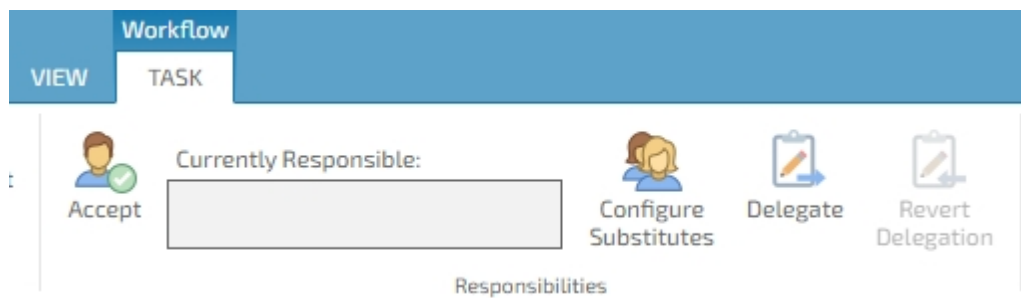 Workflow
VIEW TASK
Currently Responsible:
Accept
Configure
Substitutes
Delegate
Revert
Delegation
Responsibilities